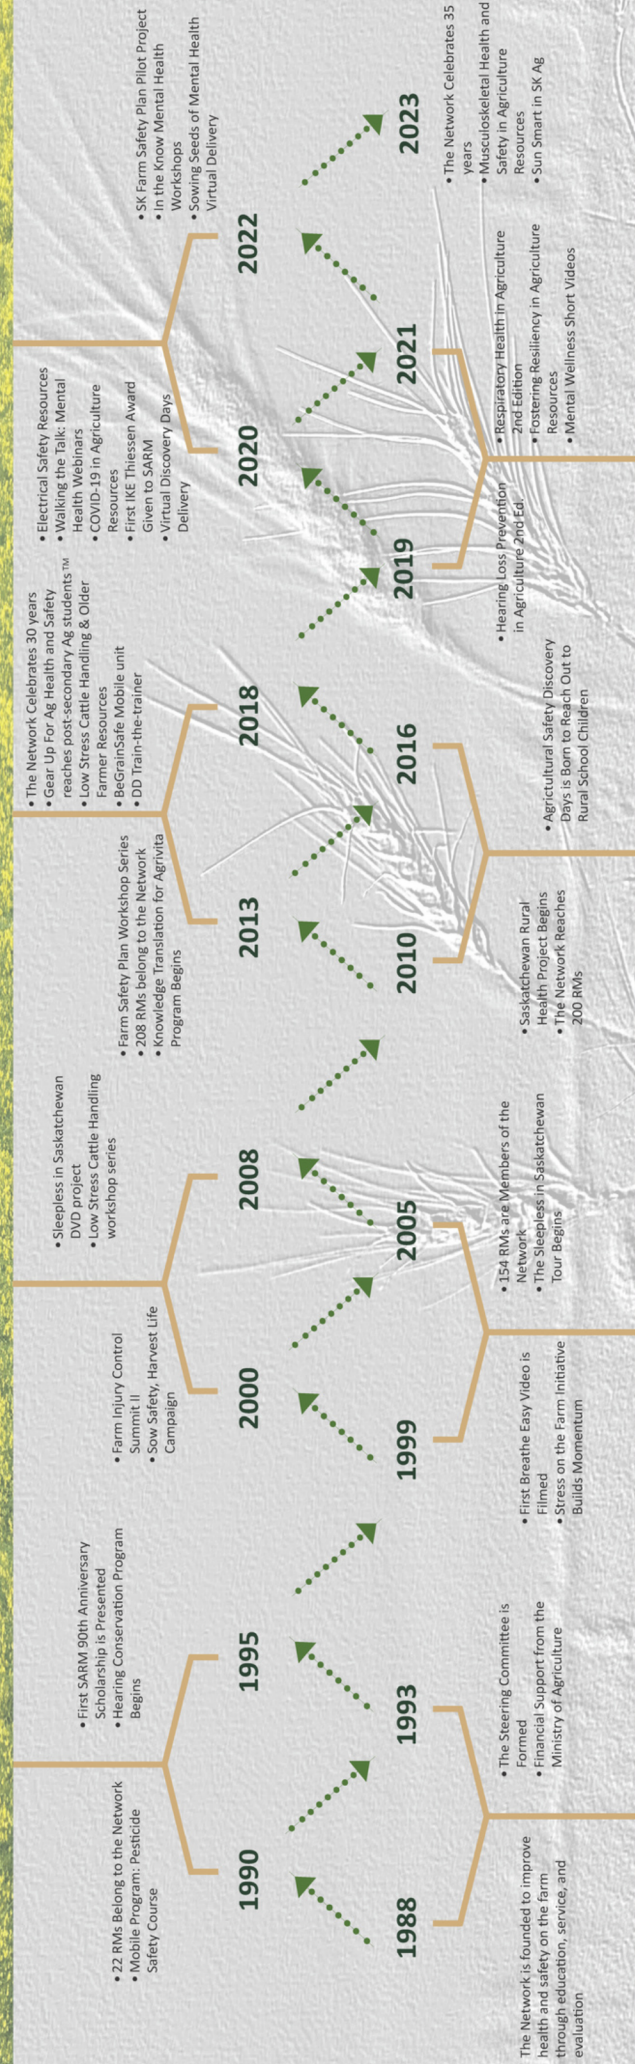 1988
The Network is founded to improve
health and safety on the farm
through education, service, and
evaluation
1990
• 22 RMs Belong to the Network
• Mobile Program: Pesticide
Safety Course
1993
• The Steering Committee is
Formed
• Financial Support from the
Ministry of Agriculture
1995
• First SARM 90th Anniversary
Scholarship is Presented
• Hearing Conservation Program
Begins
1999
• First Breathe Easy Video is
Filmed
• Stress on the Farm Initiative
Builds Momentum
2000
• Farm Injury Control
Summit II
• Sow Safety, Harvest Life
Campaign
2005
• 154 RMs are Members of the
Network
• The Sleepless in Saskatchewan
Tour Begins
2008
• Sleepless in Saskatchewan
DVD project
• Low Stress Cattle Handling
workshop series
2010
• Saskatchewan Rural
Health Project Begins
• The Network Reaches
200 RMs
2013
• Farm Safety Plan Workshop Series
• 208 RMs belong to the Network
• Knowledge Translation for Agrivita
Program Begins
2016
• Agrictultural Safety Discovery
Days is Born to Reach Out to
Rural School Children
2018
• The Network Celebrates 30 years
• Gear Up For Ag Health and Safety
reaches post-secondary Ag students™
• Low Stress Cattle Handling & Older
Farmer Resources
• BeGrainSafe Mobile unit
• DD Train-the-trainer
2019
• Hearing Loss Prevention
in Agriculture 2nd Ed.
2020
• Electrical Safety Resources
• Walking the Talk: Mental
Health Webinars
• COVID-19 in Agriculture
Resources
• First IKE Thiessen Award
Given to SARM
• Virtual Discovery Days
Delivery
2021
• Respiratory Health in Agriculture
2nd Edition
• Fostering Resiliency in Agriculture
Resources
• Mental Wellness Short Videos
2022
• SK Farm Safety Plan Pilot Project
• In the Know Mental Health
Workshops
• Sowing Seeds of Mental Health
Virtual Delivery
2023
• The Network Celebrates 35
years
• Musculoskeletal Health and
Safety in Agriculture
Resources
• Sun Smart in SK Ag